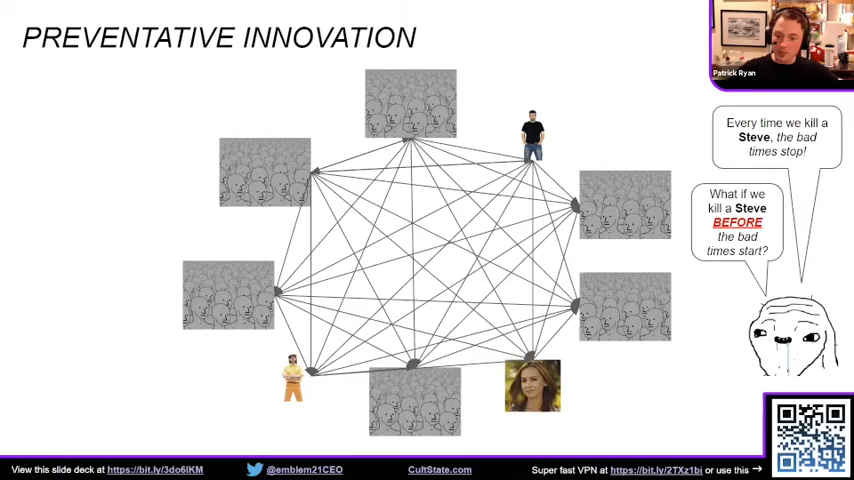 PREVENTATIVE INNOVATION
Patrick Ryan
Every time we kill a
Steve, the bad
times stop!
What if we
kill a Steve
BEFORE
the bad
times start?
View this slide deck at https://bit.ly/3do6IKM
@emblem21CEO
CultState.com
Super fast VPN at https://bit.ly/2TXz1bi or use this →